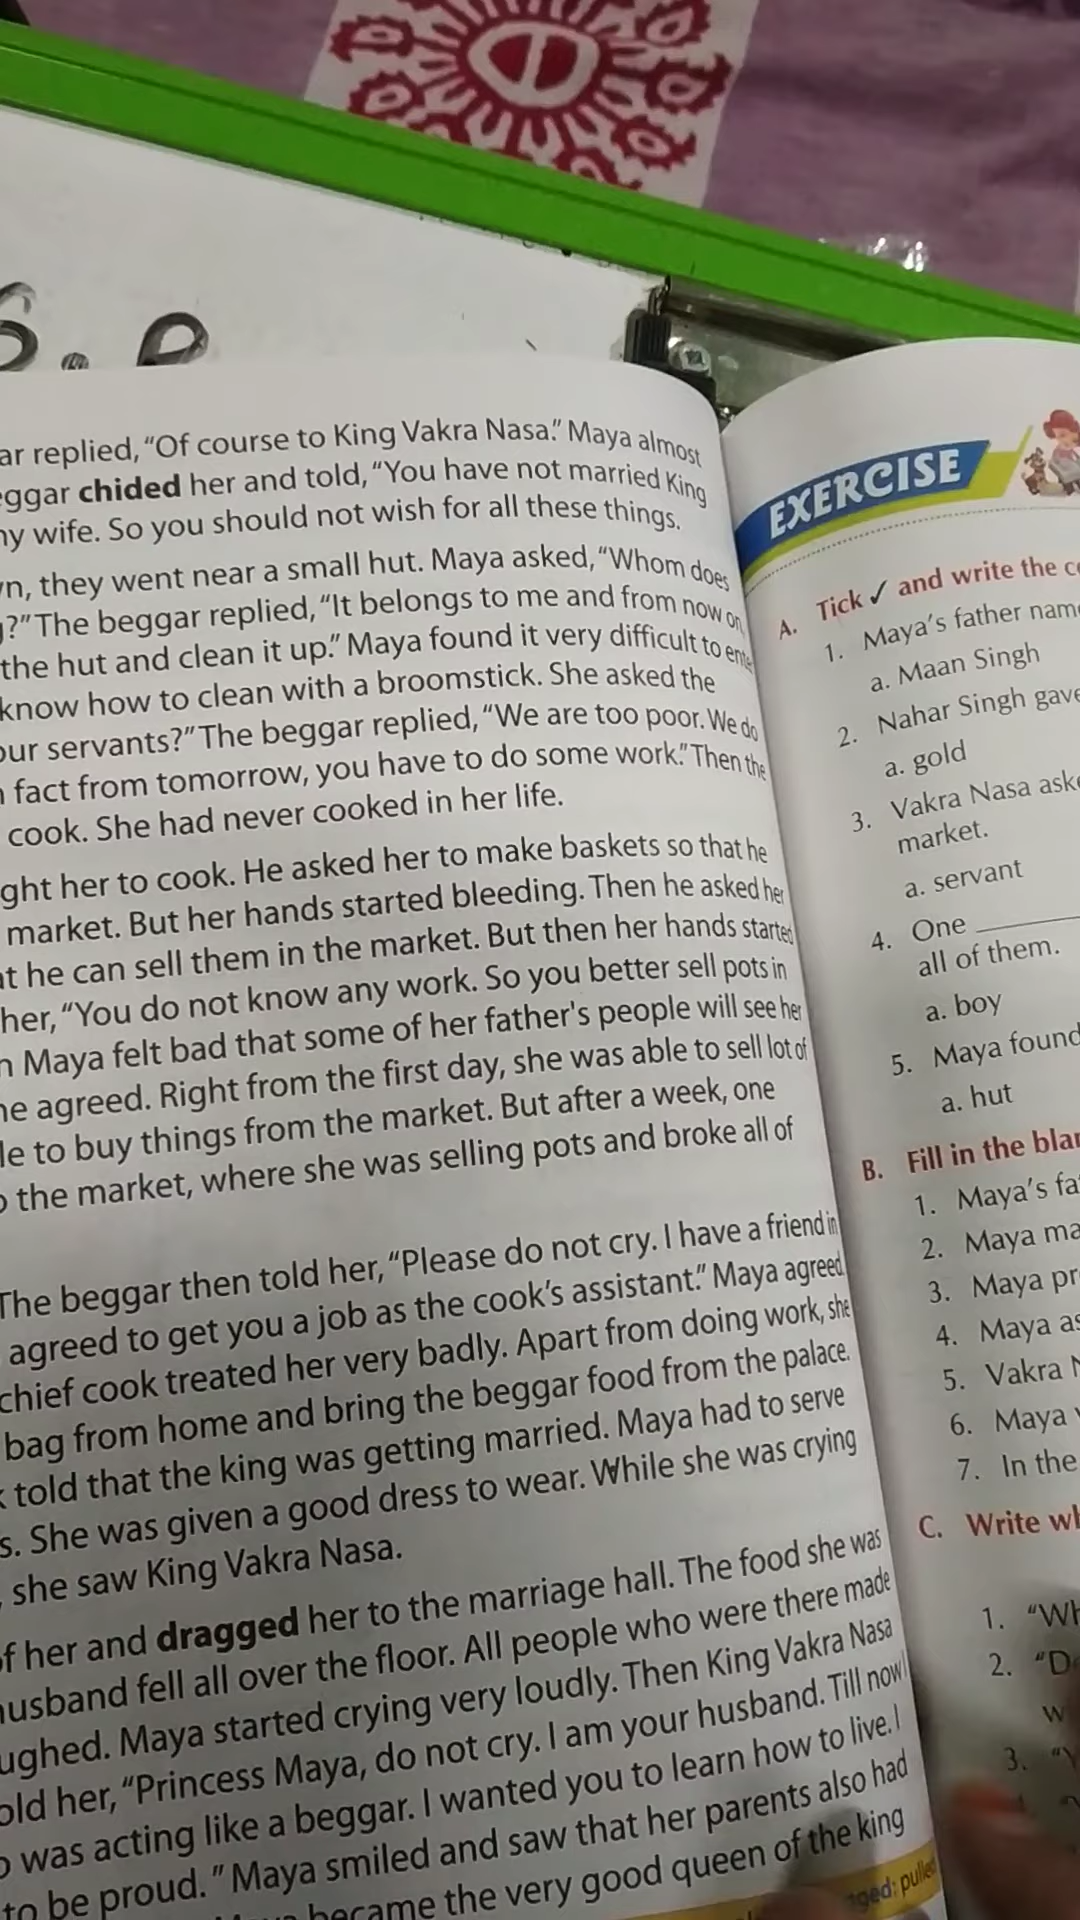 replied, “Of course to King Vakra Nasa.” Maya almost
chided her and told, “You have not married King
wife. So you should not wish for all these things.
they went near a small hut. Maya asked, “Whom does
The beggar replied, “It belongs to me and from now on
the hut and clean it up.” Maya found it very difficult to
know how to clean with a broomstick. She asked the
servants?” The beggar replied, “We are too poor. We do
fact from tomorrow, you have to do some work.” Then the
cook. She had never cooked in her life.
her to cook. He asked her to make baskets so that he
market. But her hands started bleeding. Then he asked her
he can sell them in the market. But then her hands started
her, “You do not know any work. So you better sell pots in
Maya felt bad that some of her father's people will see her
agreed. Right from the first day, she was able to sell lot of
to buy things from the market. But after a week, one
the market, where she was selling pots and broke all of
The beggar then told her, “Please do not cry. I have a friend in
agreed to get you a job as the cook’s assistant.” Maya agreed.
chief cook treated her very badly. Apart from doing work, she
bag from home and bring the beggar food from the palace.
told that the king was getting married. Maya had to serve
She was given a good dress to wear. While she was crying
she saw King Vakra Nasa.
of her and dragged her to the marriage hall. The food she was
husband fell all over the floor. All people who were there made
Maya started crying very loudly. Then King Vakra Nasa
her, “Princess Maya, do not cry. I am your husband. Till now I
was acting like a beggar. I wanted you to learn how to live. I
to be proud.” Maya smiled and saw that her parents also had
became the very good queen of the king
EXERCISE
A. Tick ✓ and write the
1. Maya’s father
a. Maan Singh
2. Nahar Singh gave
a. gold
3. Vakra Nasa
market.
a. servant
4. One ______
all of them.
a. boy
5. Maya found
a. hut
B. Fill in the
1. Maya’s
2. Maya
3. Maya
4. Maya
5. Vakra
6. Maya
7. In the
C. Write
1.
2.
3.